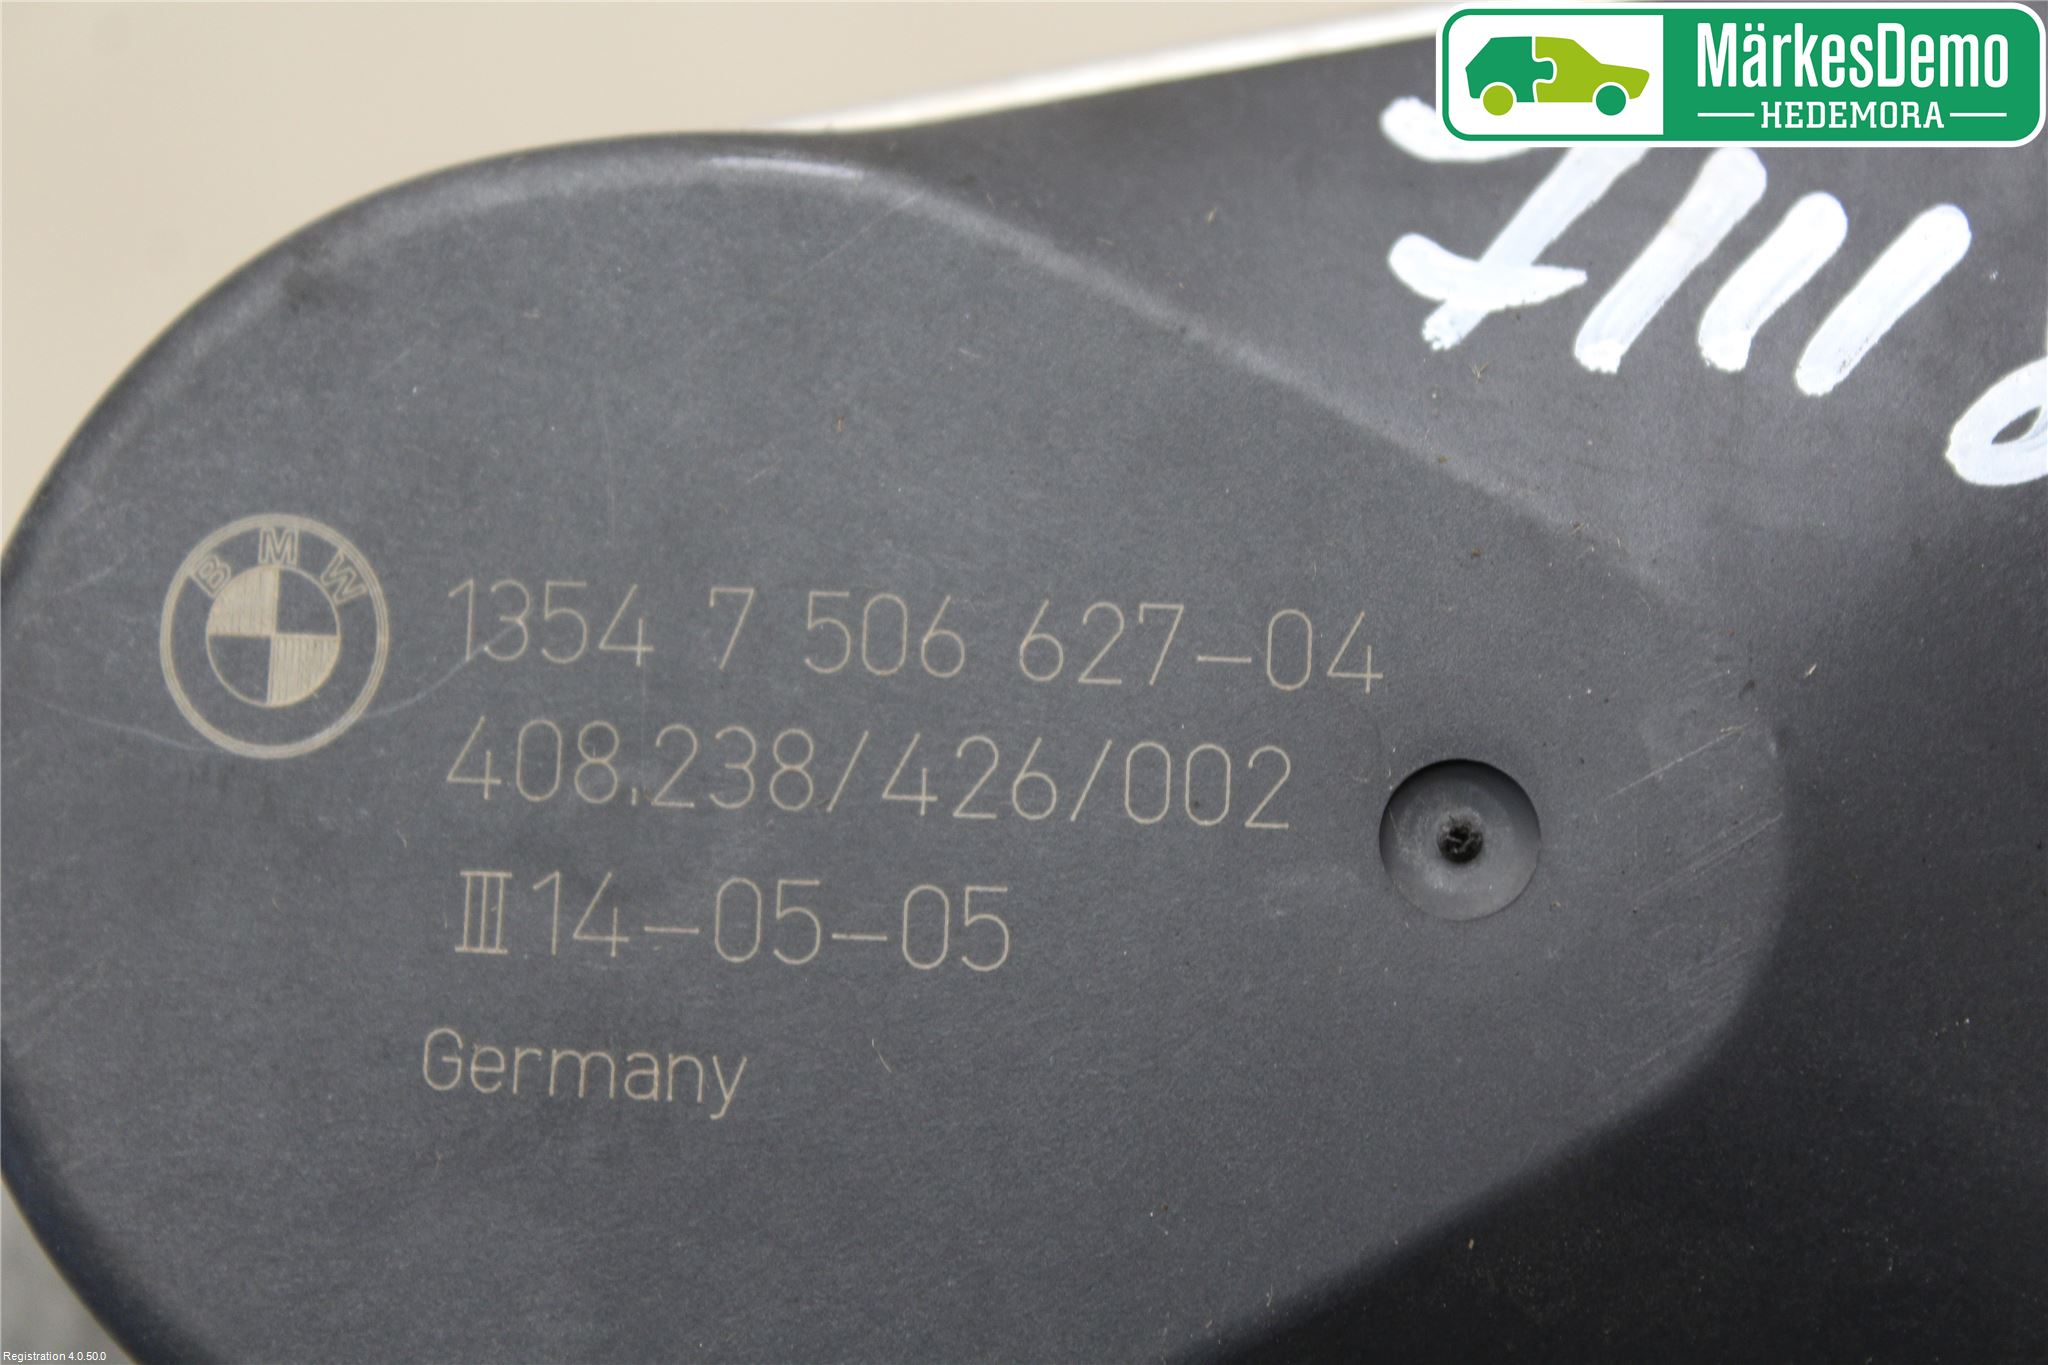 MärkesDemo
HEDEMORA
BMW
1354 7 506 627-04
408.238/426/002
III 14-05-05
Germany
Registration 4.0.50.0